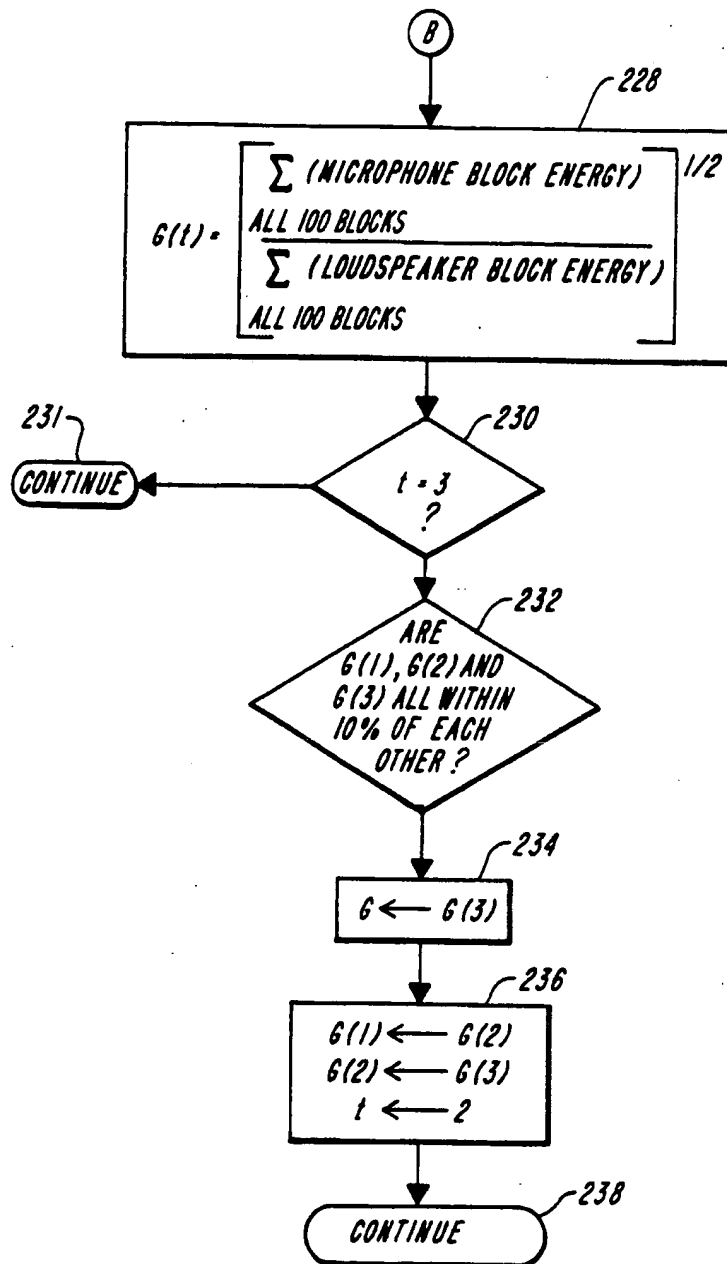 B
228
G(t) =
∑ (MICROPHONE BLOCK ENERGY)
ALL 100 BLOCKS
∑ (LOUDSPEAKER BLOCK ENERGY)
ALL 100 BLOCKS
1/2
231
CONTINUE
230
t = 3
?
232
ARE
G(1), G(2) AND
G(3) ALL WITHIN
10% OF EACH
OTHER ?
234
G ← G(3)
236
G(1) ← G(2)
G(2) ← G(3)
t ← 2
238
CONTINUE